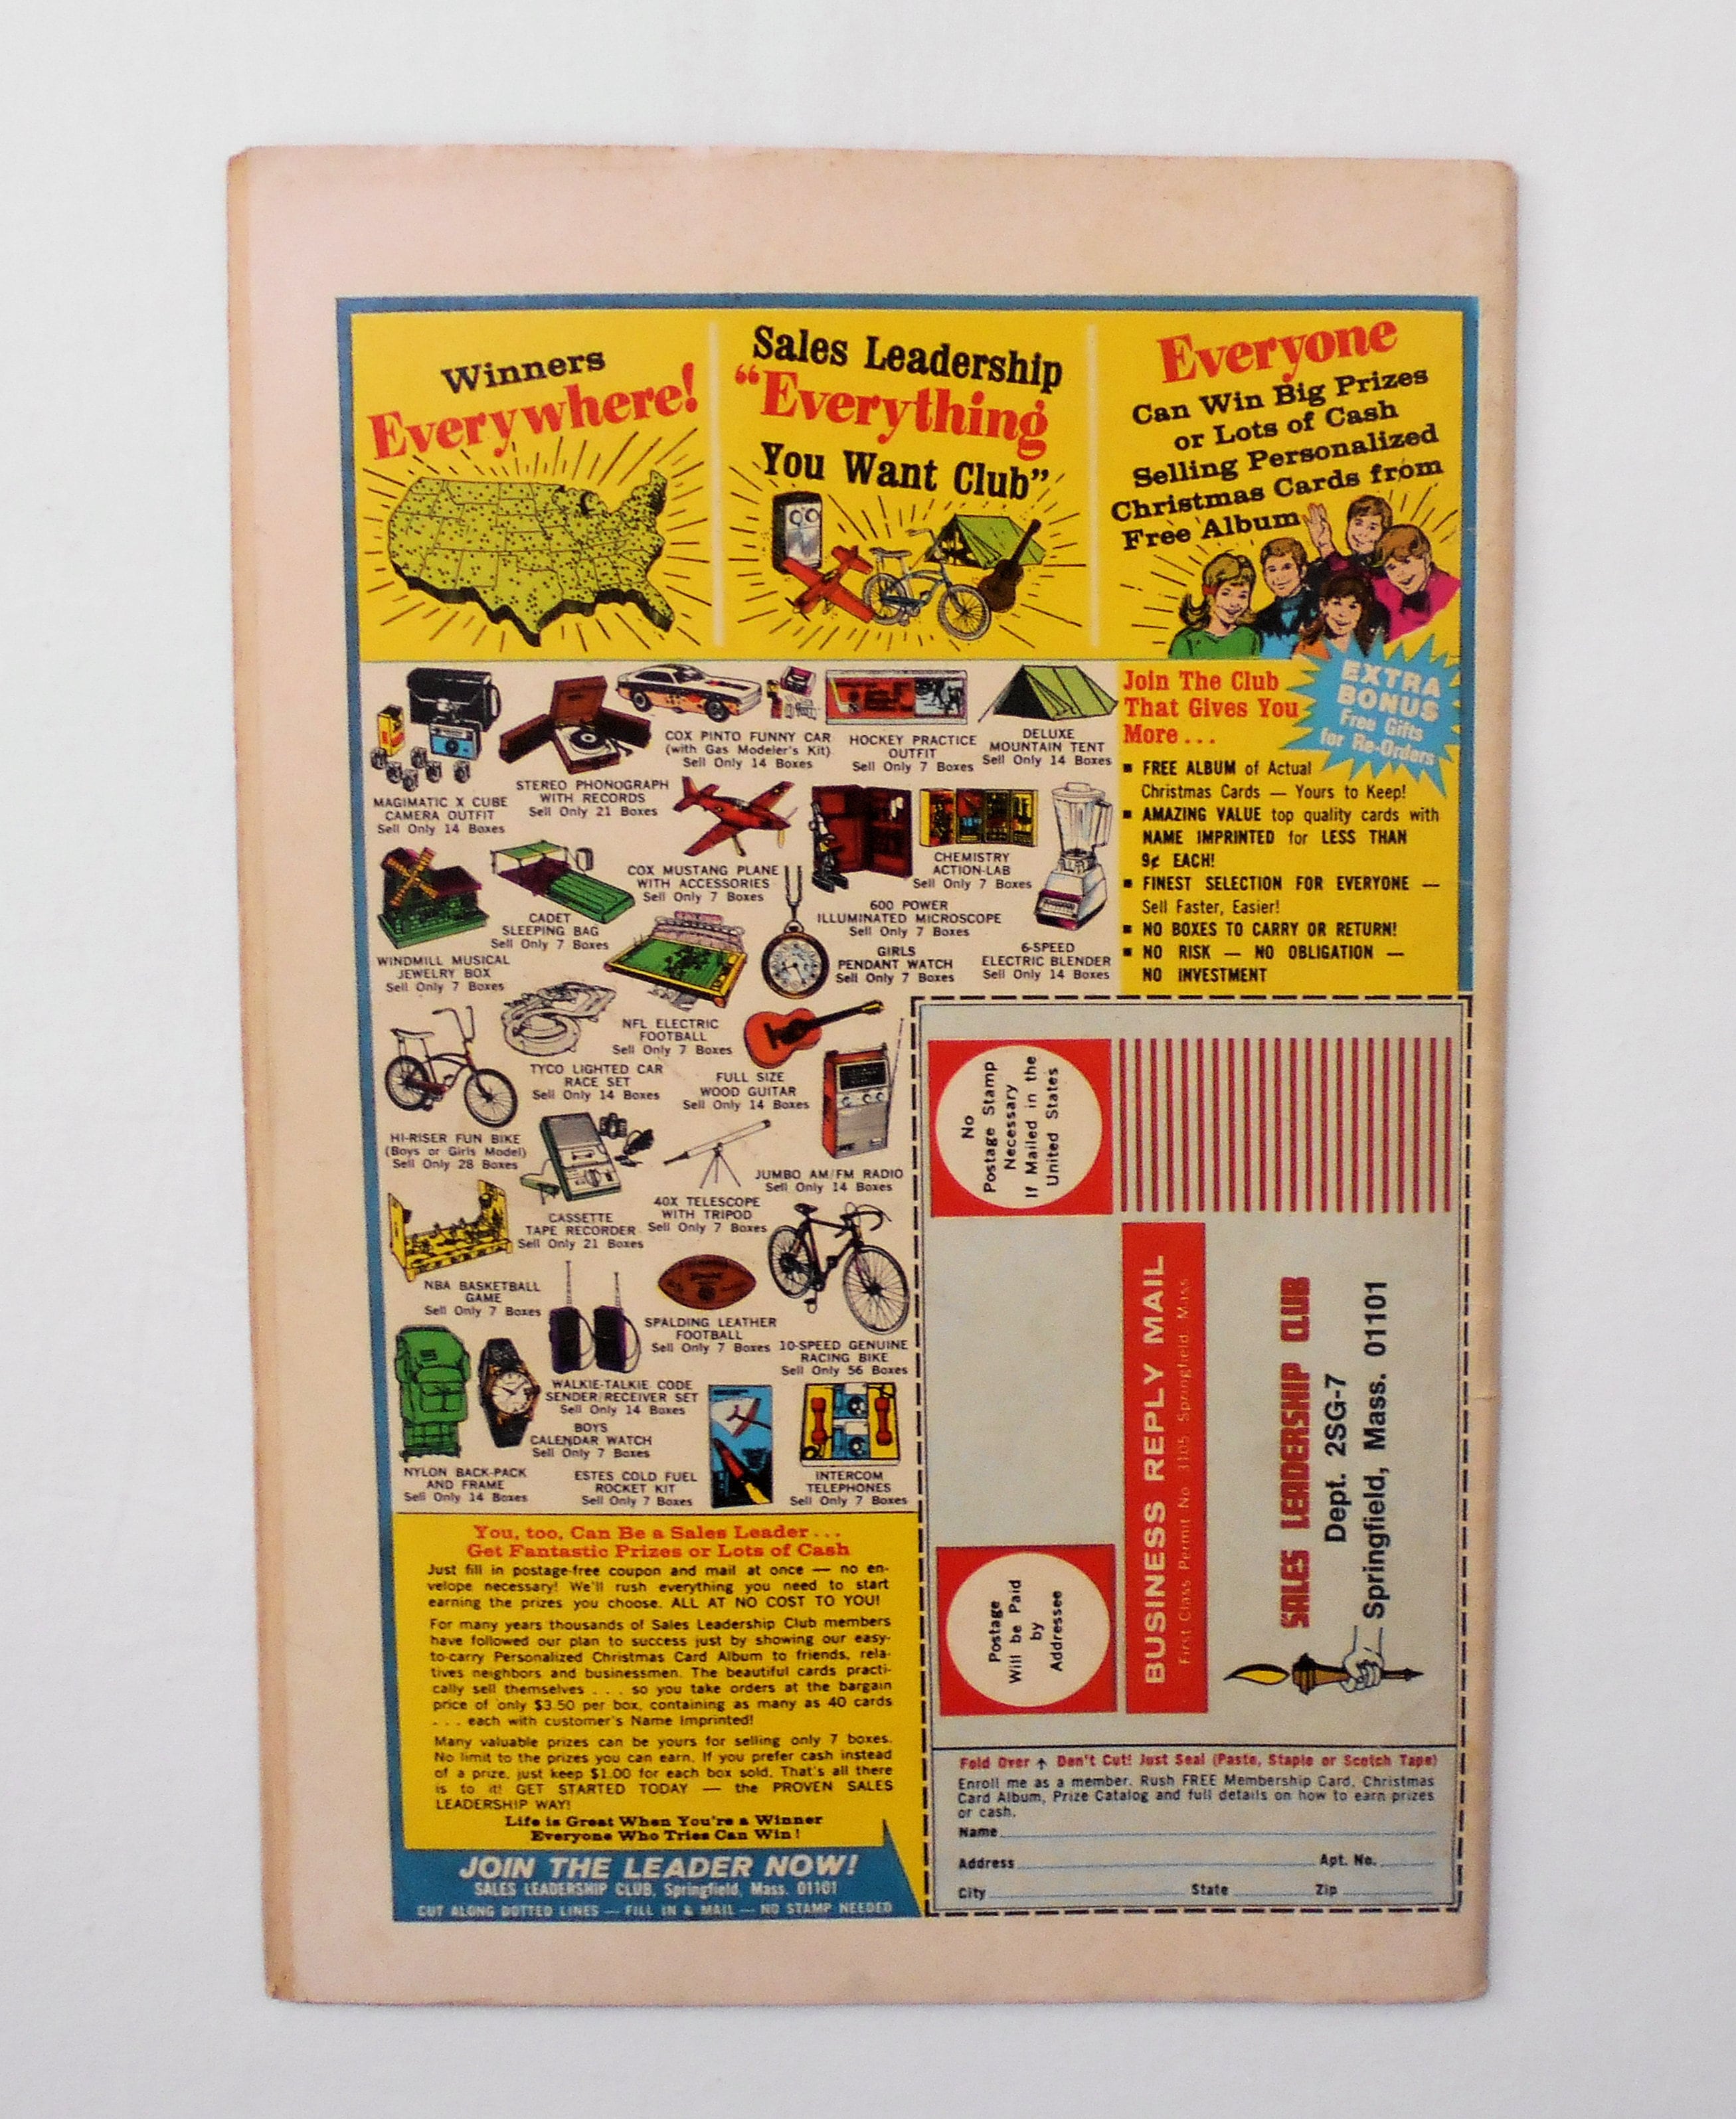 Winners
Everywhere!
Sales Leadership
“Everything
You Want Club”
Everyone
Can Win Big Prizes
or Lots of Cash
Selling Personalized
Christmas Cards from
Free Album
MAGIMATIC X CUBE
CAMERA OUTFIT
Sell Only 14 Boxes
STEREO PHONOGRAPH
WITH RECORDS
Sell Only 21 Boxes
COX PINTO FUNNY CAR
(with Gas Modeler's Kit)
Sell Only 14 Boxes
HOCKEY PRACTICE
OUTFIT
Sell Only 7 Boxes
DELUXE
MOUNTAIN TENT
Sell Only 14 Boxes
WINDMILL MUSICAL
JEWELRY BOX
Sell Only 7 Boxes
CADET
SLEEPING BAG
Sell Only 7 Boxes
COX MUSTANG PLANE
WITH ACCESSORIES
Sell Only 7 Boxes
600 POWER
ILLUMINATED MICROSCOPE
Sell Only 7 Boxes
CHEMISTRY
ACTION-LAB
Sell Only 7 Boxes
GIRLS
PENDANT WATCH
Sell Only 7 Boxes
6-SPEED
ELECTRIC BLENDER
Sell Only 14 Boxes
NFL ELECTRIC
FOOTBALL
Sell Only 7 Boxes
TYCO LIGHTED CAR
RACE SET
Sell Only 14 Boxes
FULL SIZE
WOOD GUITAR
Sell Only 14 Boxes
HI-RISER FUN BIKE
(Boys or Girls Model)
Sell Only 28 Boxes
JUMBO AM/FM RADIO
Sell Only 14 Boxes
CASSETTE
TAPE RECORDER
Sell Only 21 Boxes
40X TELESCOPE
WITH TRIPOD
Sell Only 7 Boxes
NBA BASKETBALL
GAME
Sell Only 7 Boxes
SPALDING LEATHER
FOOTBALL
Sell Only 7 Boxes
10-SPEED GENUINE
RACING BIKE
Sell Only 56 Boxes
WALKIE-TALKIE CODE
SENDER/RECEIVER SET
Sell Only 14 Boxes
BOYS
CALENDAR WATCH
Sell Only 7 Boxes
NYLON BACK-PACK
AND FRAME
Sell Only 14 Boxes
ESTES COLD FUEL
ROCKET KIT
Sell Only 7 Boxes
INTERCOM
TELEPHONES
Sell Only 7 Boxes
Join The Club
That Gives You
More . . .
EXTRA
BONUS
Free Gifts
for Re-Orders
■ FREE ALBUM of Actual
Christmas Cards — Yours to Keep!
■ AMAZING VALUE top quality cards with
NAME IMPRINTED for LESS THAN
9¢ EACH!
■ FINEST SELECTION FOR EVERYONE —
Sell Faster, Easier!
■ NO BOXES TO CARRY OR RETURN!
■ NO RISK — NO OBLIGATION —
NO INVESTMENT
You, too, Can Be a Sales Leader . . .
Get Fantastic Prizes or Lots of Cash
Just fill in postage-free coupon and mail at once — no en-
velope necessary! We'll rush everything you need to start
earning the prizes you choose. ALL AT NO COST TO YOU!
For many years thousands of Sales Leadership Club members
have followed our plan to success just by showing our easy-
to-carry Personalized Christmas Card Album to friends, rela-
tives neighbors and businessmen. The beautiful cards practi-
cally sell themselves . . . . so you take orders at the bargain
price of only $3.50 per box, containing as many as 40 cards
. . . each with customer's Name Imprinted!
Many valuable prizes can be yours for selling only 7 boxes.
No limit to the prizes you can earn. If you prefer cash instead
of a prize, just keep $1.00 for each box sold. That's all there
is to it! GET STARTED TODAY — the PROVEN SALES
LEADERSHIP WAY!
Life is Great When You're a Winner
Everyone Who Tries Can Win!
JOIN THE LEADER NOW!
SALES LEADERSHIP CLUB, Springfield, Mass. 01101
CUT ALONG DOTTED LINES — FILL IN & MAIL — NO STAMP NEEDED
No
Postage Stamp
Necessary
If Mailed in the
United States
Postage
Will be Paid
by
Addressee
BUSINESS REPLY MAIL
First Class Permit No 3105 Springfield, Mass
SALES LEADERSHIP CLUB
Dept. 2SG-7
Springfield, Mass. 01101
Fold Over ↑ Don't Cut! Just Seal (Paste, Staple or Scotch Tape)
Enroll me as a member. Rush FREE Membership Card, Christmas
Card Album, Prize Catalog and full details on how to earn prizes
or cash.
Name
Address Apt. No.
City State Zip